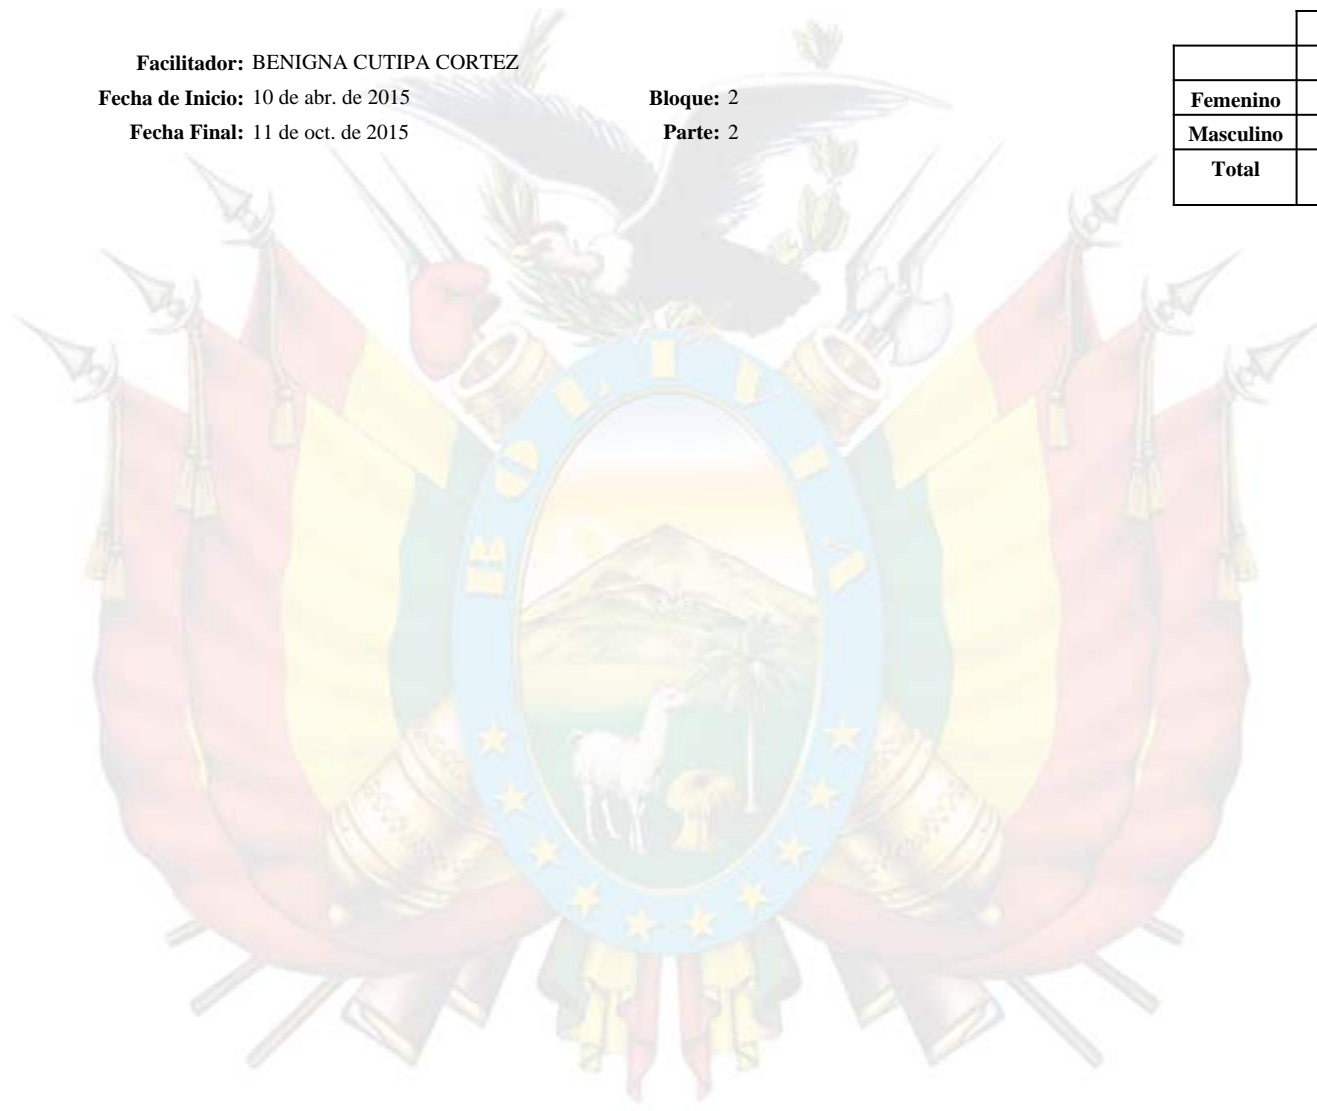 Facilitador: BENIGNA CUTIPA CORTEZ
Fecha de Inicio: 10 de abr. de 2015 Bloque: 2
Fecha Final: 11 de oct. de 2015 Parte: 2
Femenino
Masculino
Total
BOLIVIA